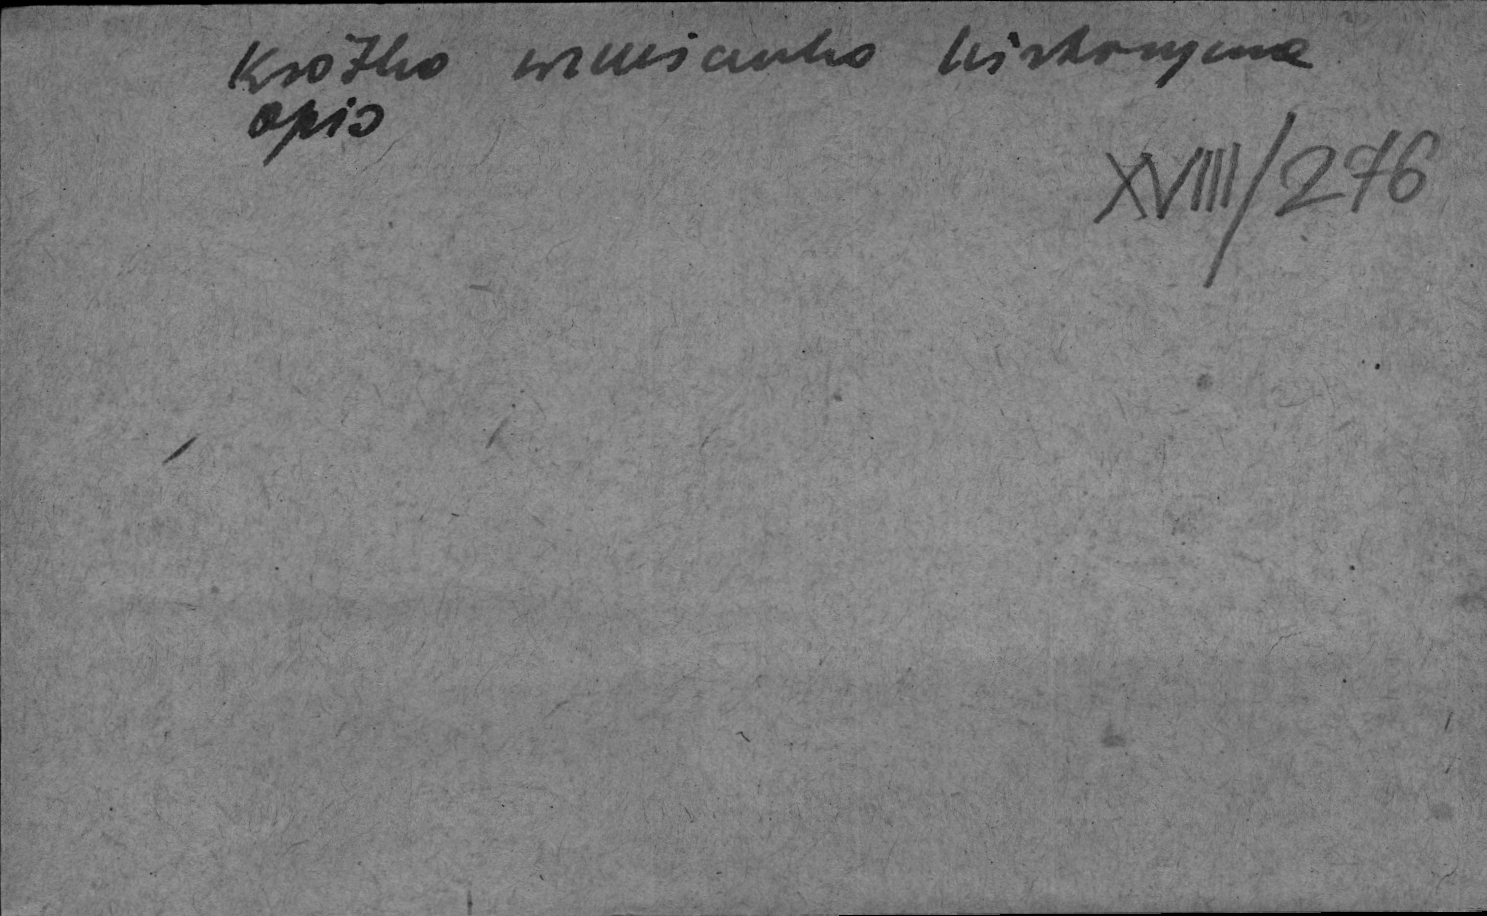 Krótka wzmianka historyczna
opis
XVIII/276